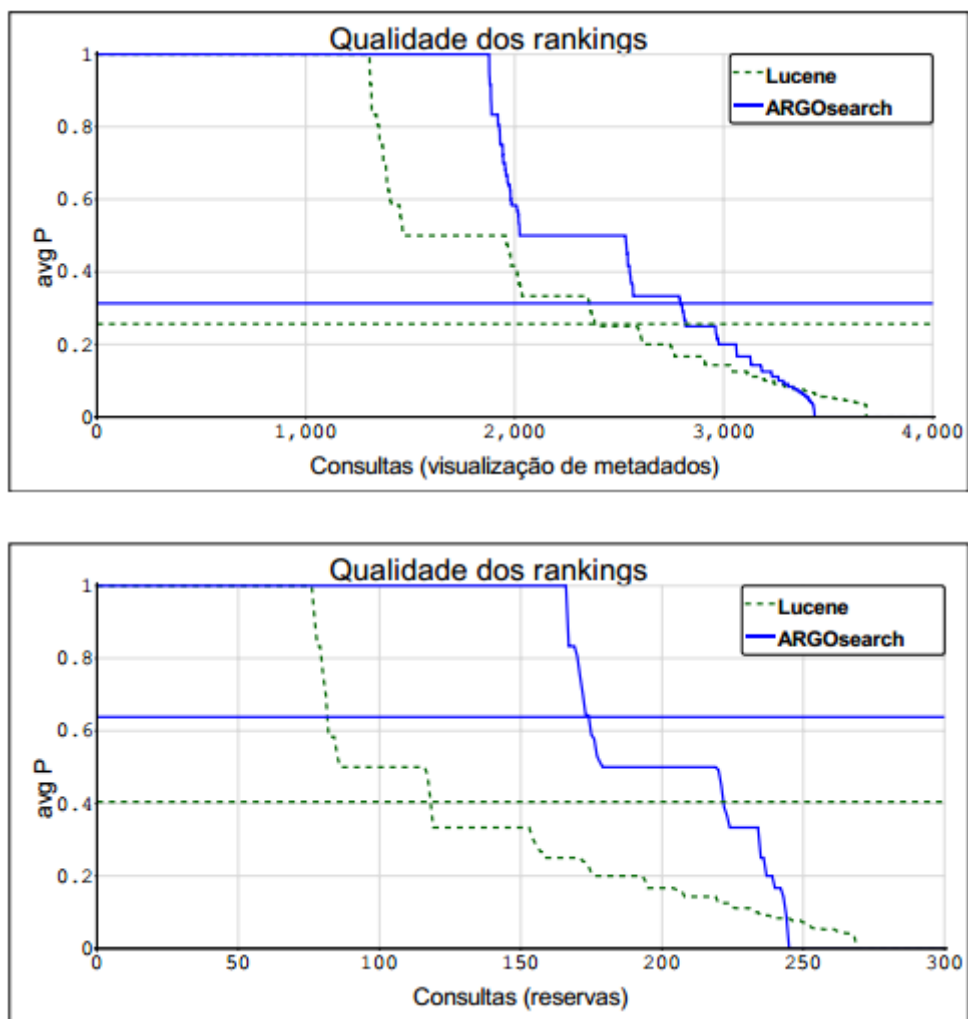 Qualidade dos rankings
Lucene
ARGOsearch
avg P
1
0.8
0.6
0.4
0.2
0
0 1,000 2,000 3,000 4,000
Consultas (visualização de metadados)
Qualidade dos rankings
Lucene
ARGOsearch
avg P
1
0.8
0.6
0.4
0.2
0
0 50 100 150 200 250 300
Consultas (reservas)